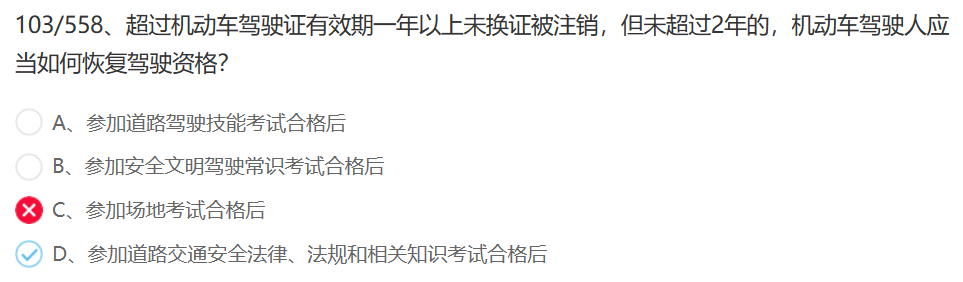 103/558、超过机动车驾驶证有效期一年以上未换证被注销，但未超过2年的，机动车驾驶人应
当如何恢复驾驶资格？
A、参加道路驾驶技能考试合格后
B、参加安全文明驾驶常识考试合格后
C、参加场地考试合格后
D、参加道路交通安全法律、法规和相关知识考试合格后